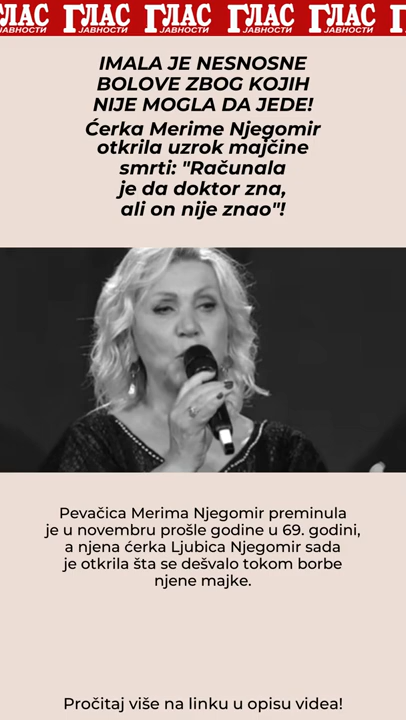 ГЛАС ГЛАС ГЛАС ГЛАС ГЛАС ГЛАС
ЈАВНОСТИ ЈАВНОСТИ ЈАВНОСТИ ЈАВНОСТИ ЈАВНОСТИ
IMALA JE NESNOSNE
BOLOVE ZBOG KOJIH
NIJE MOGLA DA JEDE!
Ćerka Merime Njegomir
otkrila uzrok majčine
smrti: "Računala
je da doktor zna,
ali on nije znao"!
Pevačica Merima Njegomir preminula
je u novembru prošle godine u 69. godini,
a njena ćerka Ljubica Njegomir sada
je otkrila šta se dešvalo tokom borbe
njene majke.
Pročitaj više na linku u opisu videa!